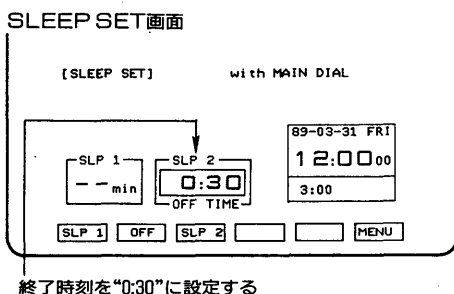 SLEEP SET画面
[SLEEP SET] with MAIN DIAL
89-03-31 FRI
SLP 1 SLP 2 12:00 00
-- min 0:30 3:00
OFF TIME
SLP 1 OFF SLP 2 MENU
終了時刻を“0:30”に設定する